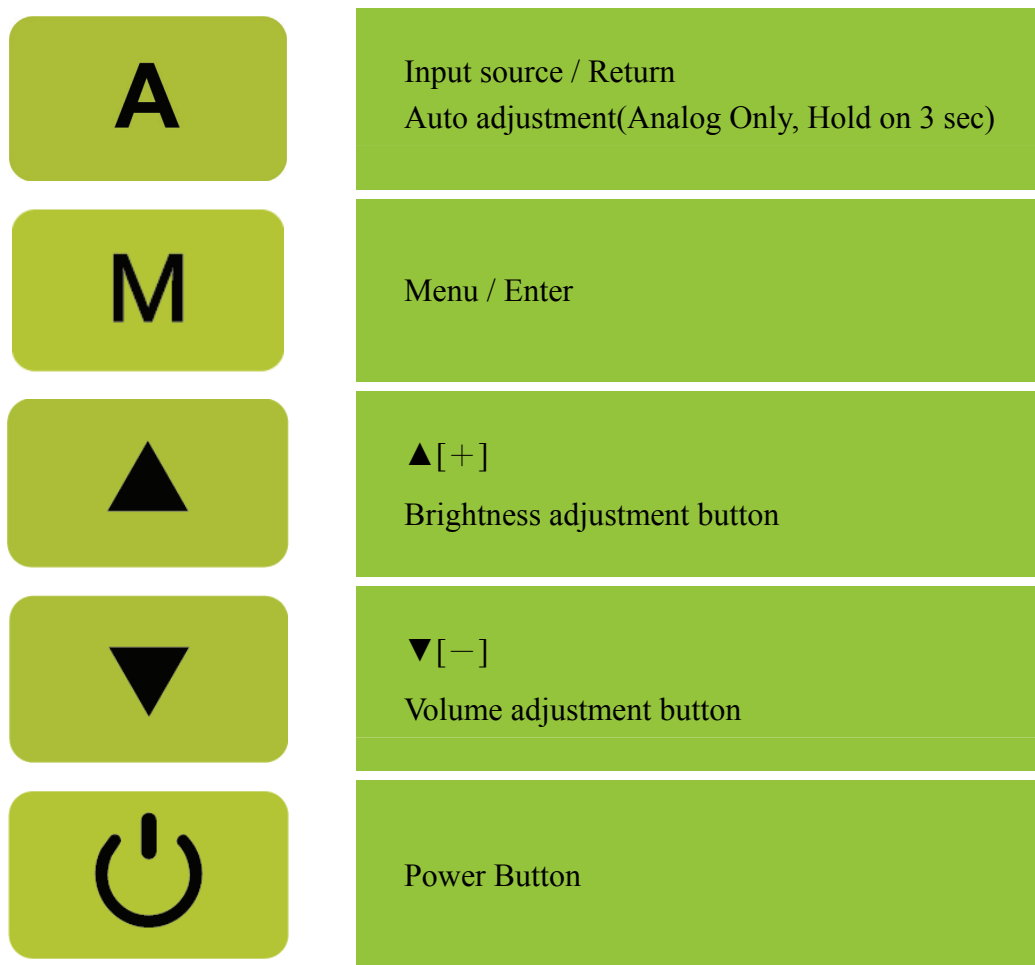 A
Input source / Return
Auto adjustment(Analog Only, Hold on 3 sec)
M
Menu / Enter
▲[＋]
Brightness adjustment button
▼[－]
Volume adjustment button
Power Button